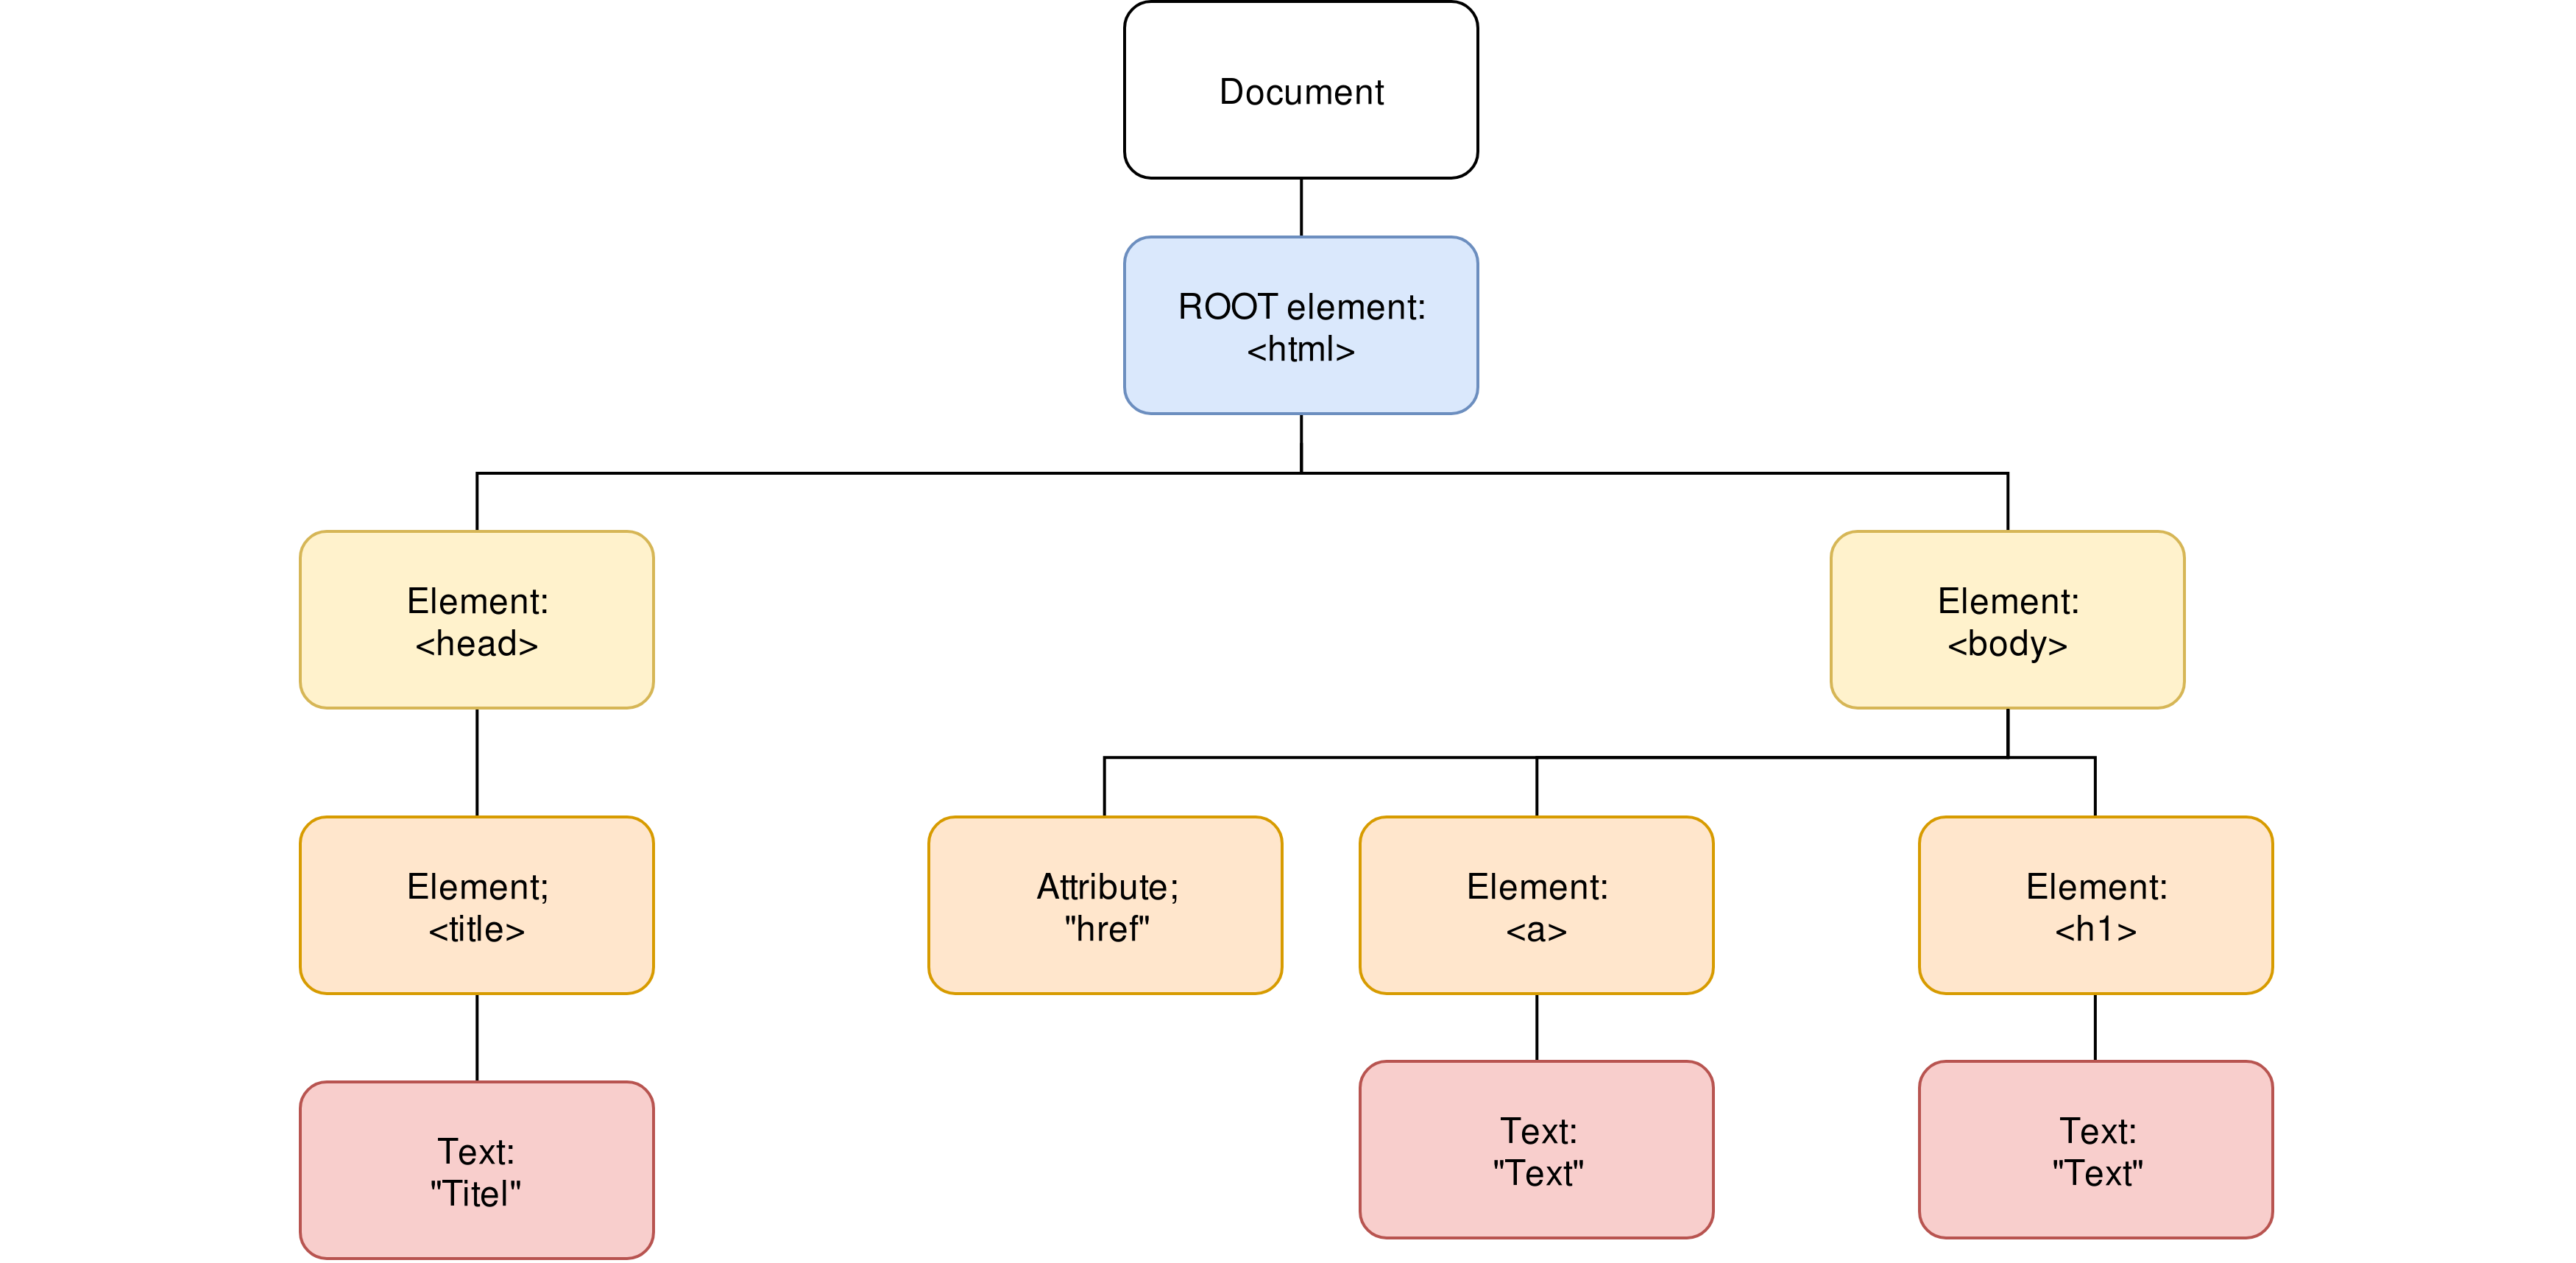 Document
ROOT element:
<html>
Element:
<head>
Element:
<body>
Element;
<title>
Attribute;
"href"
Element:
<a>
Element:
<h1>
Text:
"Titel"
Text:
"Text"
Text:
"Text"